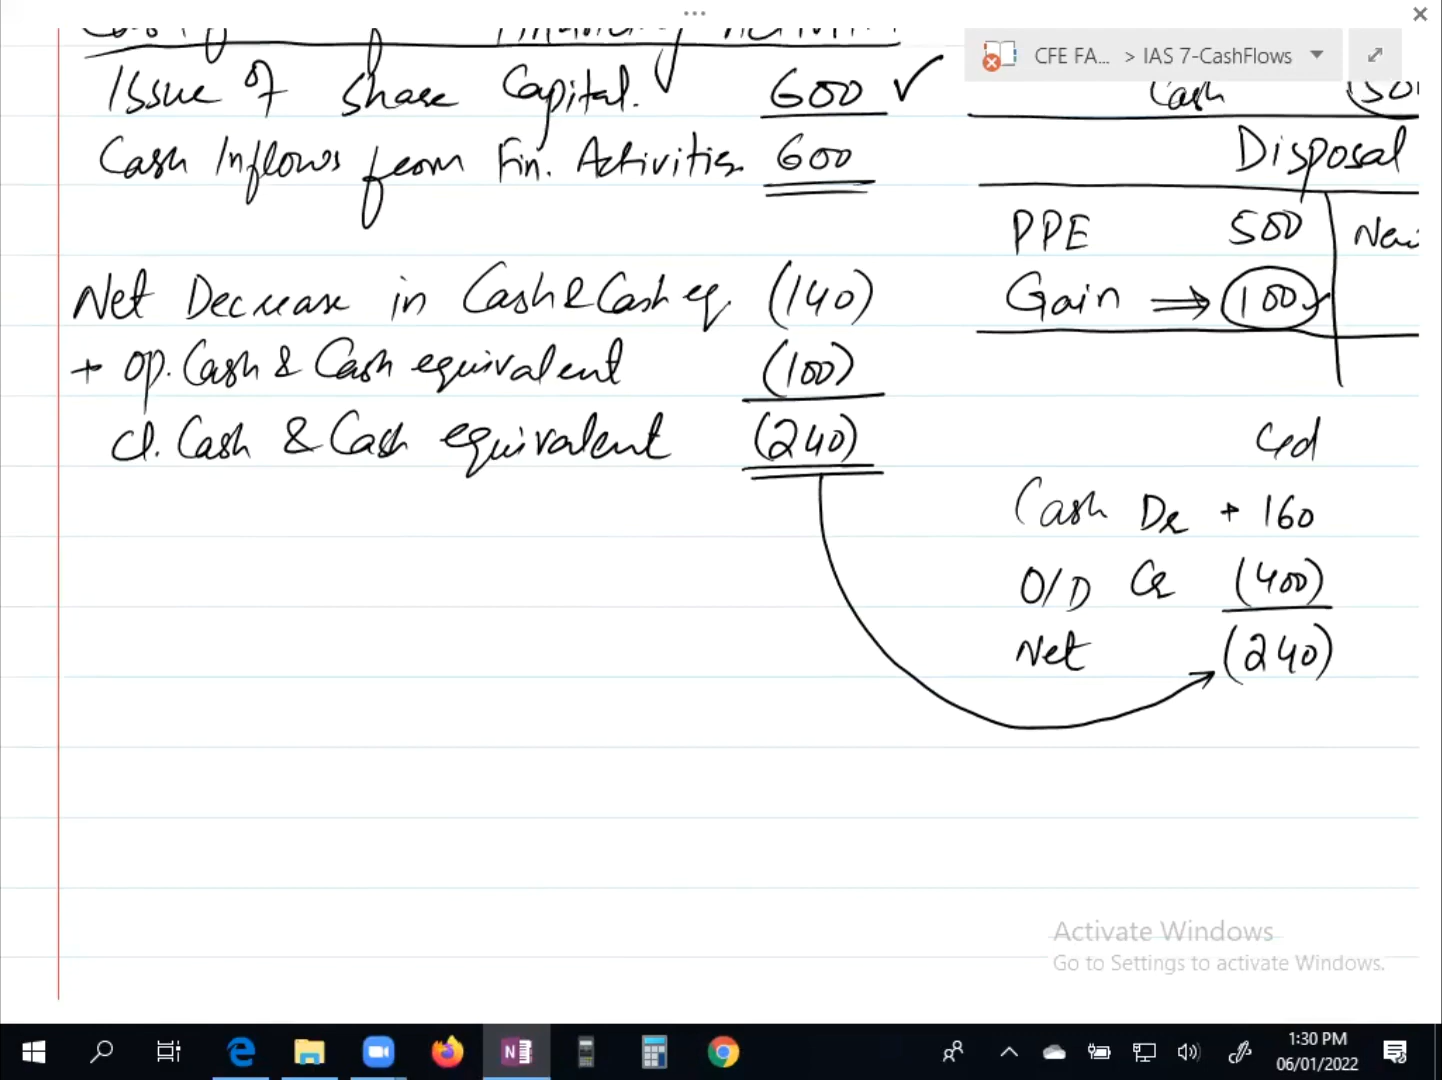 CFE FA... > IAS 7-CashFlows
Issue of Share Capital. 600 ✓
Cash Inflows from Fin. Activities 600
Net Decrease in Cash & Cash eq. (140)
+ Op. Cash & Cash equivalent (100)
Cl. Cash & Cash equivalent (240)
Cash
Disposal
PPE 500
Gain ⇒ 100
C/d
Cash Dr + 160
O/D Cr (400)
Net (240)
Activate Windows
Go to Settings to activate Windows.
1:30 PM
06/01/2022